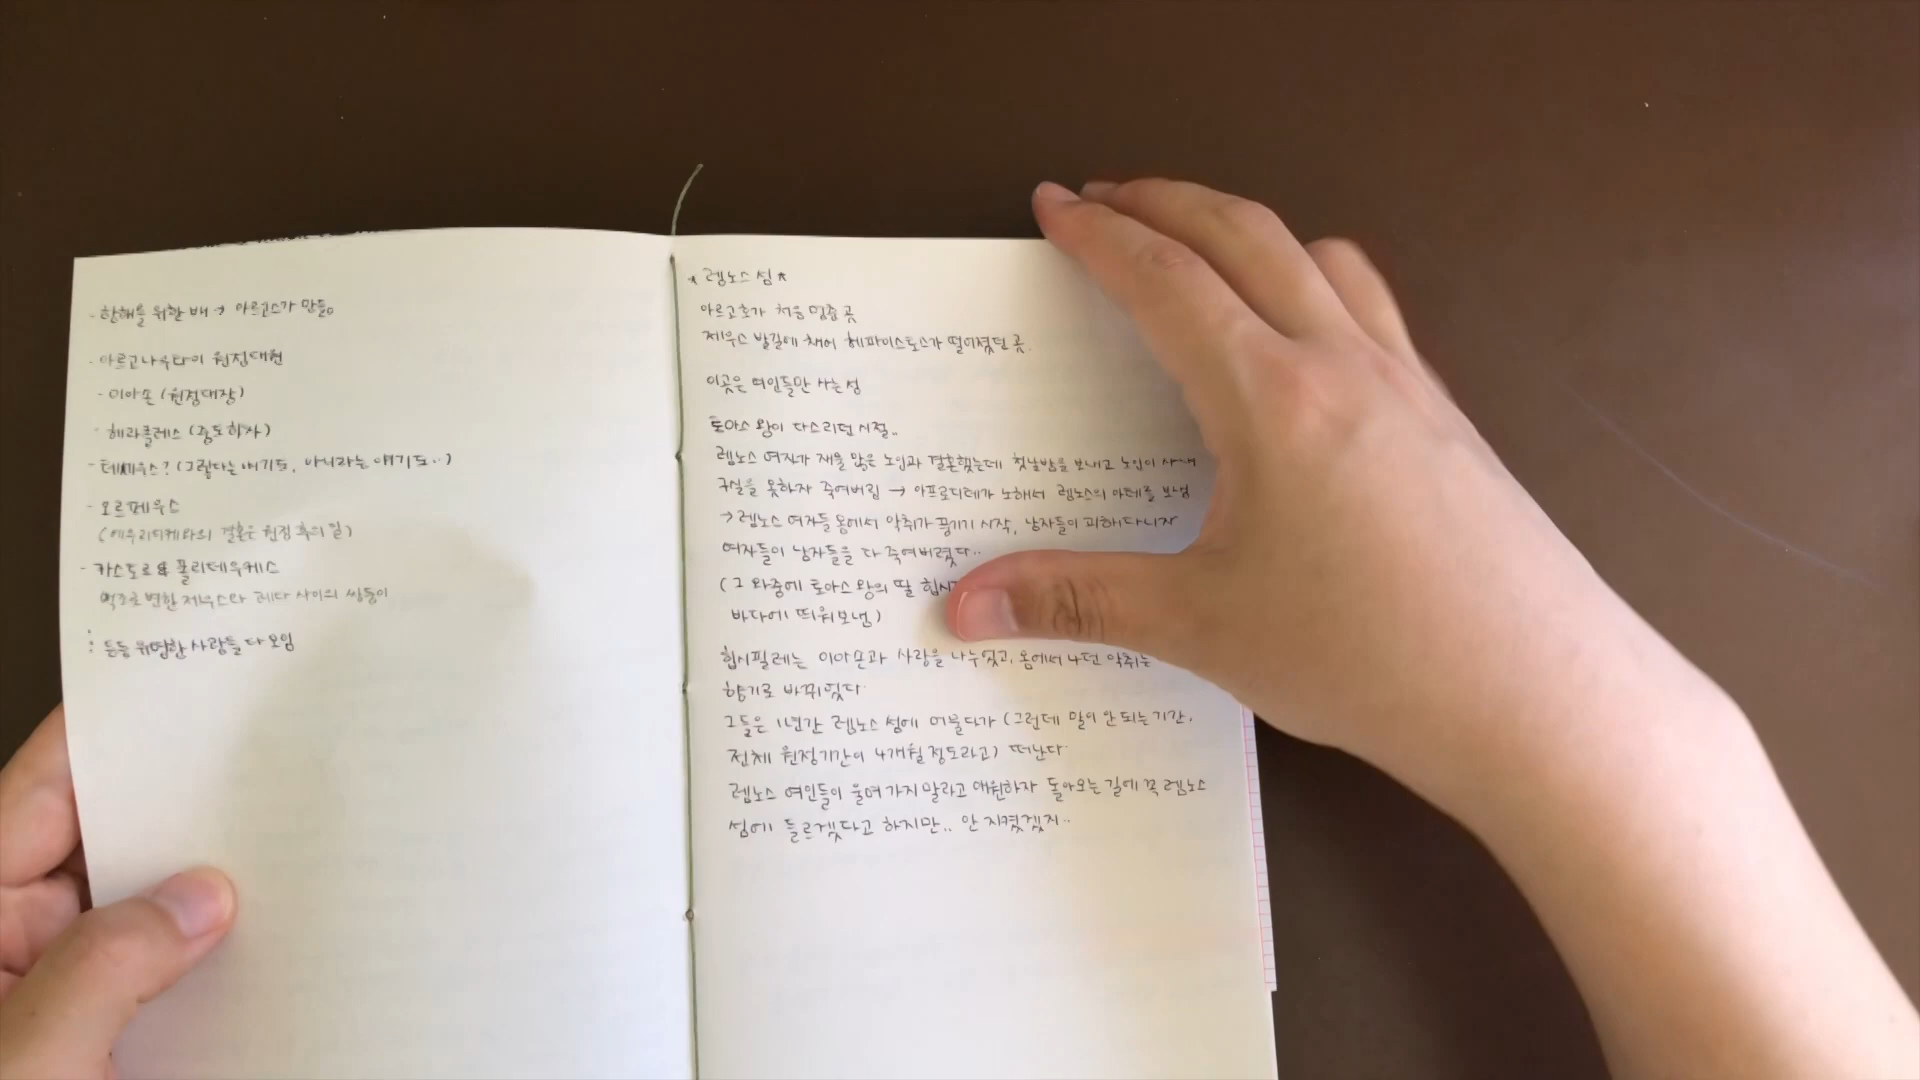 - 항해를 위한 배 → 아르고스가 만듦
- 아르고나우타이 원정대원
- 이아손 (원정대장)
- 헤라클레스 (중도하차)
- 테세우스? (그렇다는 얘기도, 아니라는 얘기도..)
- 오르페우스
(에우리디케와의 결혼은 원정 후의 일)
- 카스토르 & 폴리데우케스
백조로 변한 제우스와 레다 사이의 쌍둥이
: 등등 유명한 사람들 다 모임
* 렘노스 섬 *
아르고호가 처음 멈춘 곳
제우스 발길에 채여 헤파이스토스가 떨어졌던 곳.
이곳은 여인들만 사는 섬
토아스 왕이 다스리던 시절..
렘노스 여자가 재물 많은 노인과 결혼했는데 첫날밤을 보내고 노인이 사내
구실을 못하자 죽여버림 → 아프로디테가 노해서 렘노스의 아테를 보냄
→ 렘노스 여자들 몸에서 악취가 풍기기 시작, 남자들이 피해다니자
여자들이 남자들을 다 죽여버렸다..
(그 와중에 토아스 왕의 딸
바다에 띄워보냄)
힙시필레는 이아손과 사랑을 나누었고, 몸에서 나던 악취는
향기로 바뀌었다.
그들은 1년간 렘노스 섬에 머물다가 (그런데 말이 안 되는 기간.
전체 원정기간이 4개월 정도라고) 떠난다.
렘노스 여인들이 울며 가지말라고 애원하자 돌아오는 길에 꼭 렘노스
섬에 들르겠다고 하지만.. 안 지켰겠지..